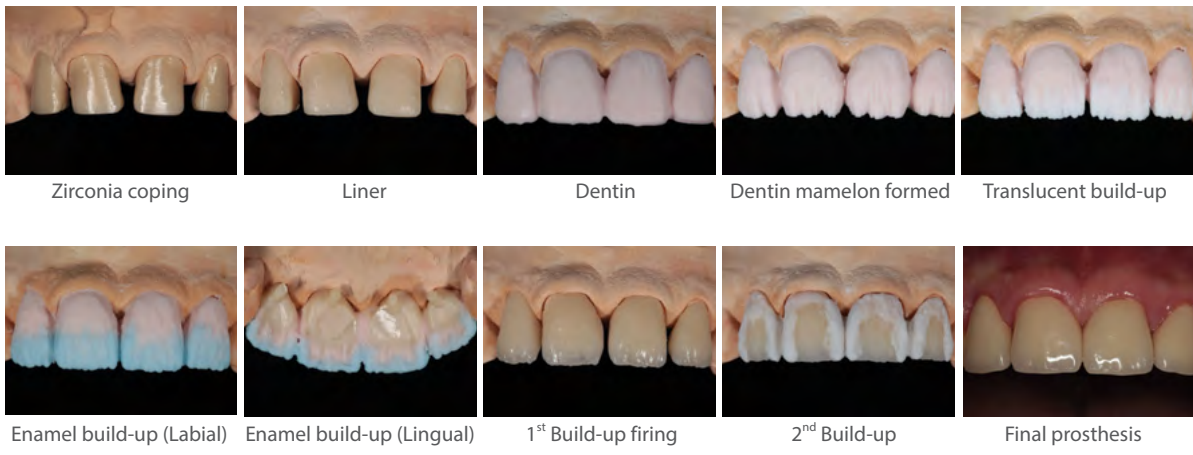 Zirconia coping
Liner
Dentin
Dentin mamelon formed
Translucent build-up
Enamel build-up (Labial)
Enamel build-up (Lingual)
1st Build-up firing
2nd Build-up
Final prosthesis